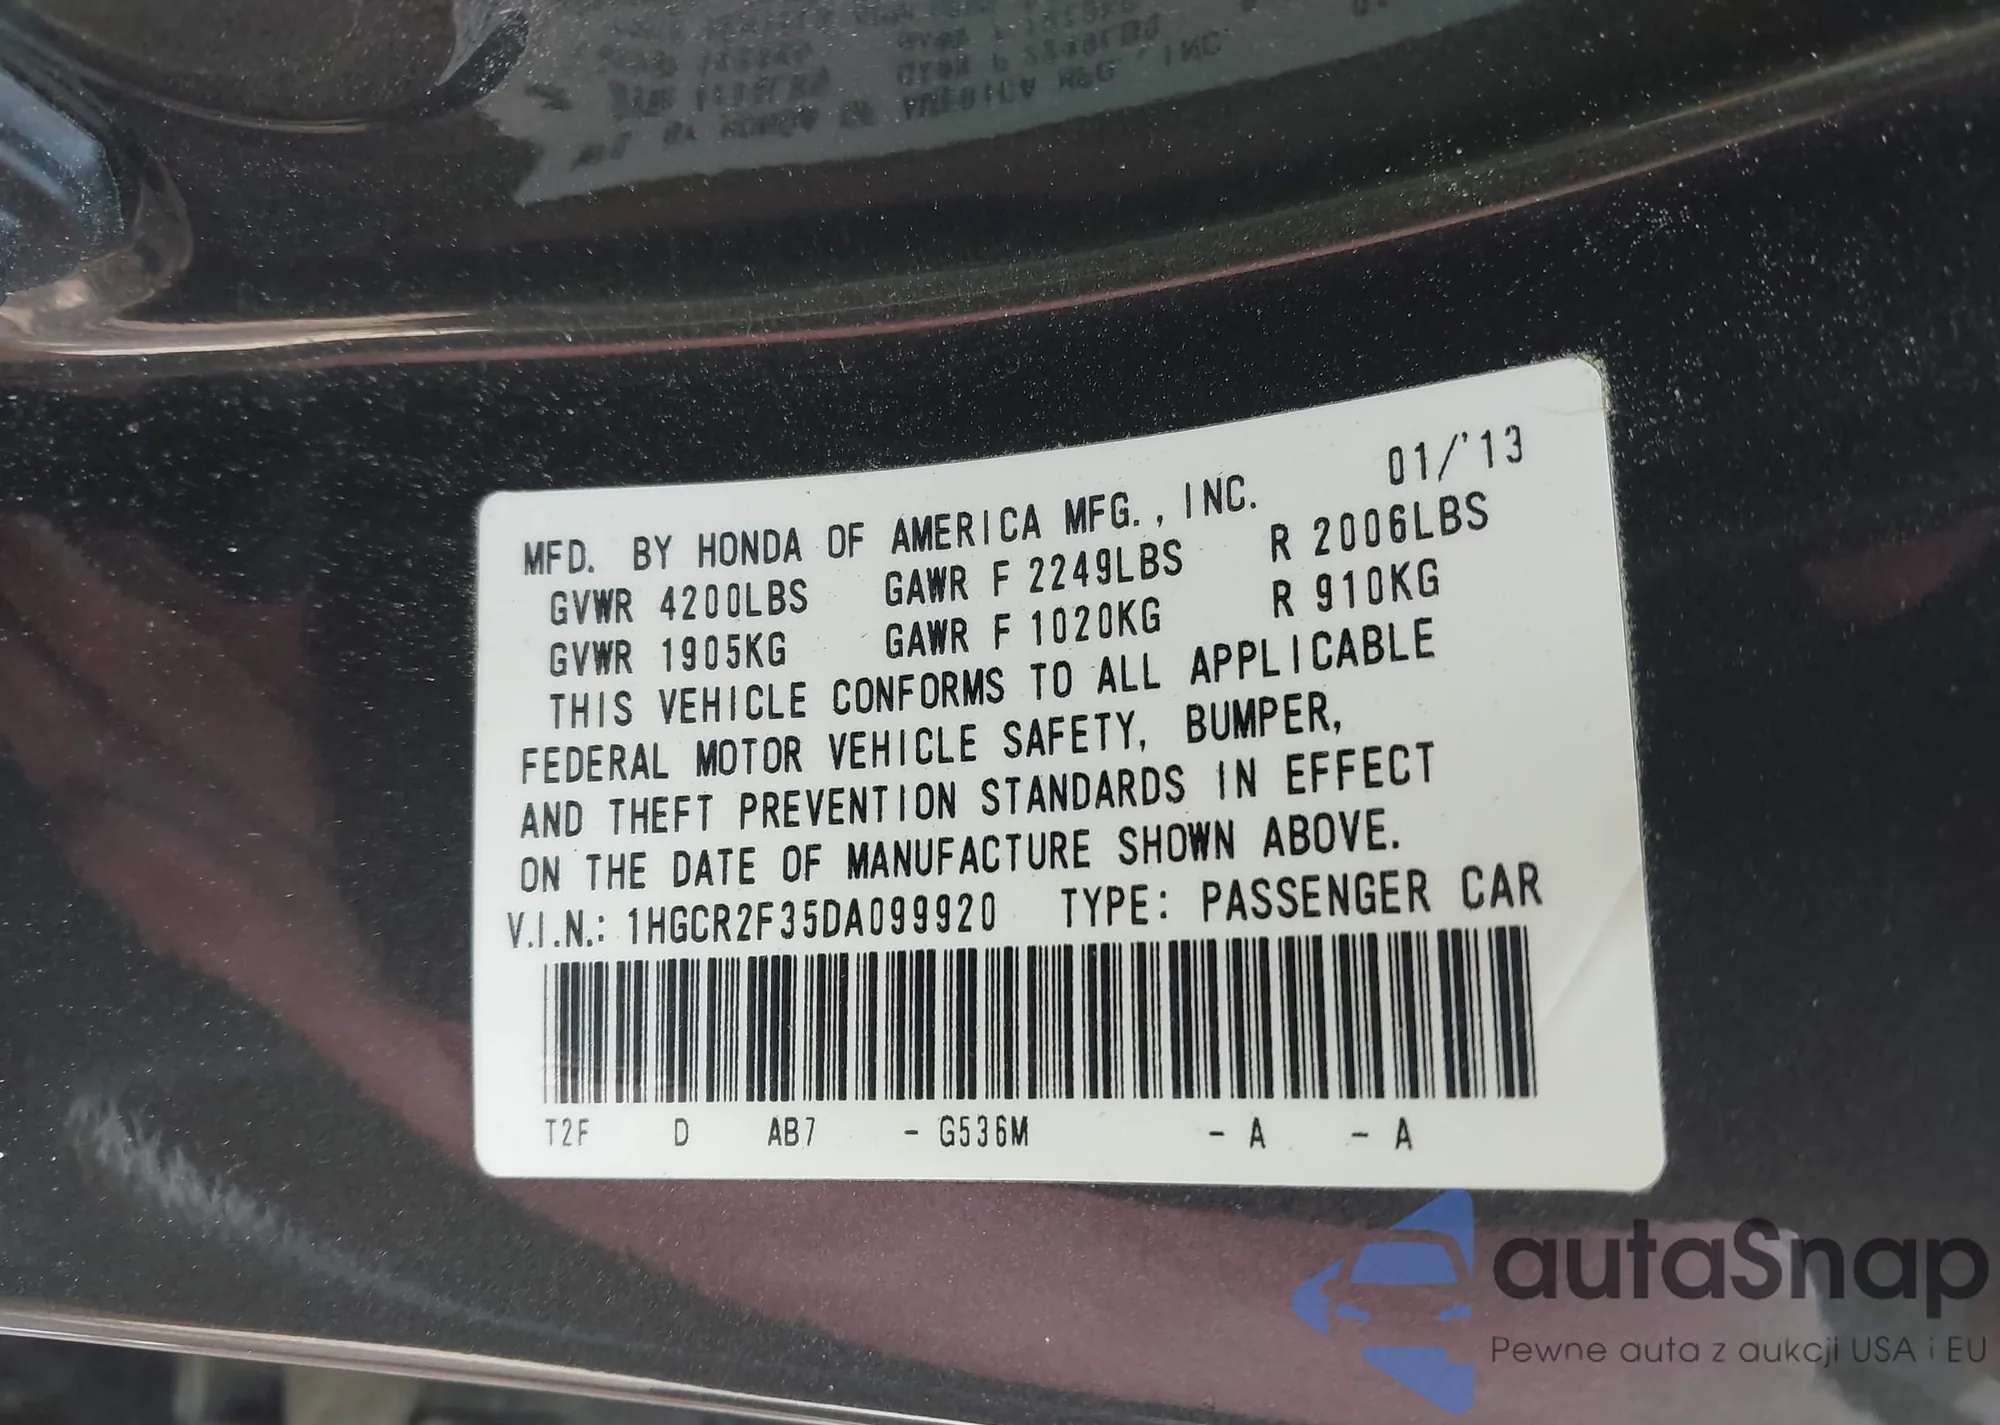 MFD. BY HONDA OF AMERICA MFG., INC. 01/'13
GVWR 4200LBS GAWR F 2249LBS R 2006LBS
GVWR 1905KG GAWR F 1020KG R 910KG
THIS VEHICLE CONFORMS TO ALL APPLICABLE
FEDERAL MOTOR VEHICLE SAFETY, BUMPER,
AND THEFT PREVENTION STANDARDS IN EFFECT
ON THE DATE OF MANUFACTURE SHOWN ABOVE.
V.I.N.: 1HGCR2F35DA099920 TYPE: PASSENGER CAR
T2F D AB7 - G536M - A - A
autaSnap
Pewne auta z aukcji USA i EU